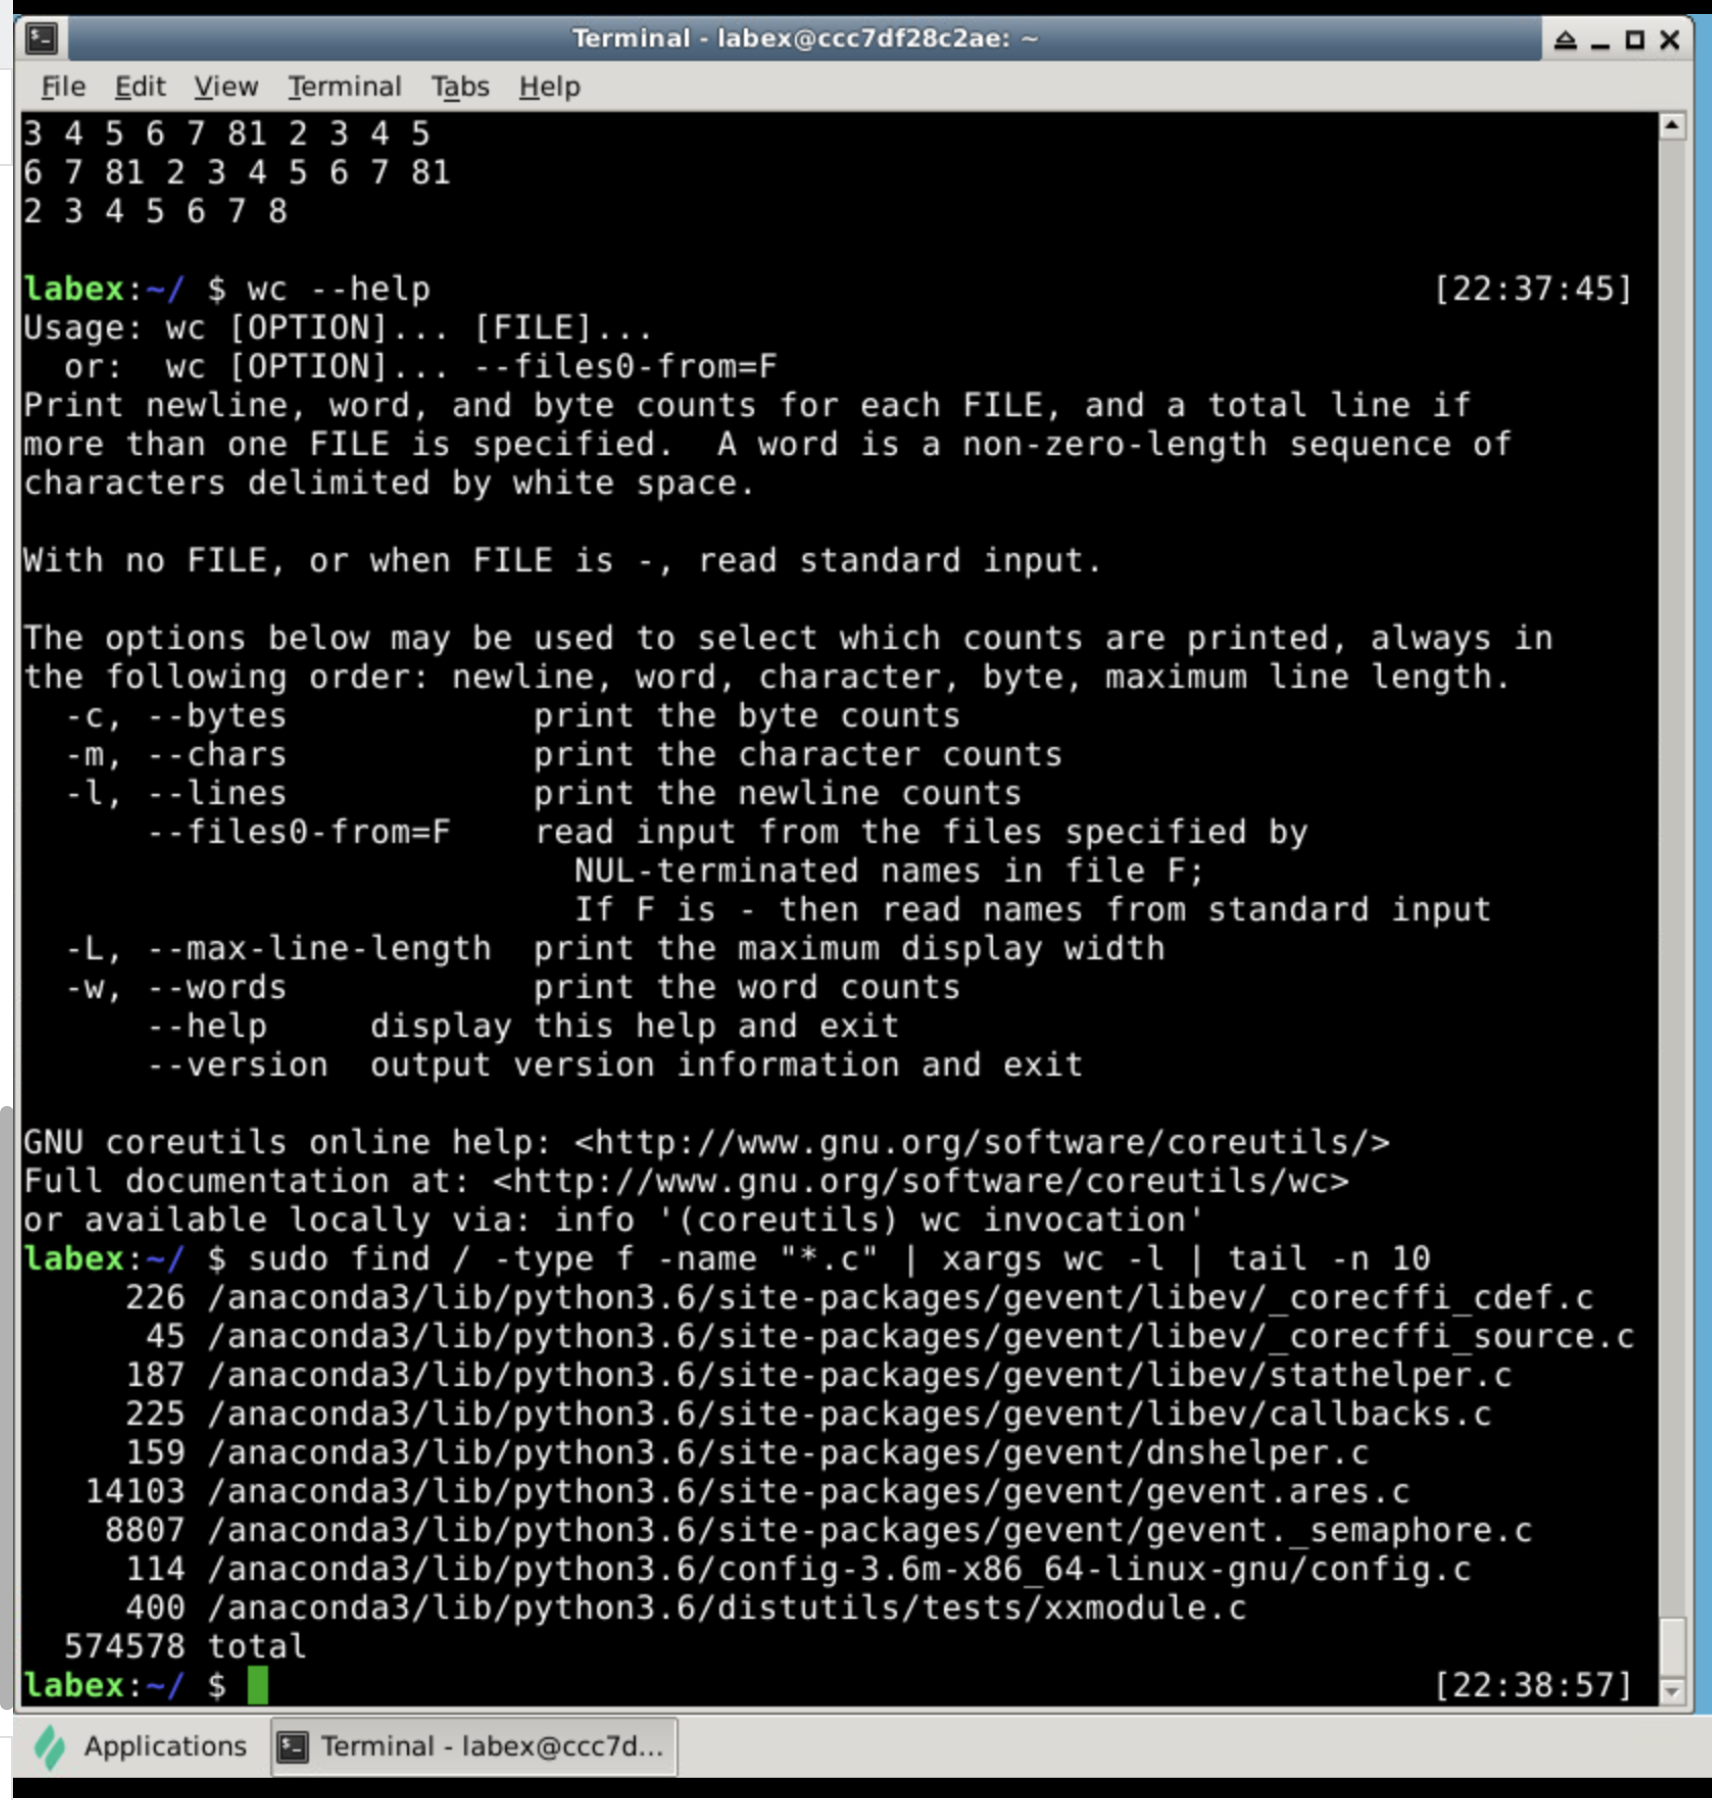 Terminal - labex@ccc7df28c2ae: ~
File Edit View Terminal Tabs Help
3 4 5 6 7 81 2 3 4 5
6 7 81 2 3 4 5 6 7 81
2 3 4 5 6 7 8
labex:~/ $ wc --help [22:37:45]
Usage: wc [OPTION]... [FILE]...
  or:  wc [OPTION]... --files0-from=F
Print newline, word, and byte counts for each FILE, and a total line if
more than one FILE is specified.  A word is a non-zero-length sequence of
characters delimited by white space.
With no FILE, or when FILE is -, read standard input.
The options below may be used to select which counts are printed, always in
the following order: newline, word, character, byte, maximum line length.
  -c, --bytes            print the byte counts
  -m, --chars            print the character counts
  -l, --lines            print the newline counts
      --files0-from=F    read input from the files specified by
                           NUL-terminated names in file F;
                           If F is - then read names from standard input
  -L, --max-line-length  print the maximum display width
  -w, --words            print the word counts
      --help     display this help and exit
      --version  output version information and exit
GNU coreutils online help: <http://www.gnu.org/software/coreutils/>
Full documentation at: <http://www.gnu.org/software/coreutils/wc>
or available locally via: info '(coreutils) wc invocation'
labex:~/ $ sudo find / -type f -name "*.c" | xargs wc -l | tail -n 10
     226 /anaconda3/lib/python3.6/site-packages/gevent/libev/_corecffi_cdef.c
      45 /anaconda3/lib/python3.6/site-packages/gevent/libev/_corecffi_source.c
     187 /anaconda3/lib/python3.6/site-packages/gevent/libev/stathelper.c
     225 /anaconda3/lib/python3.6/site-packages/gevent/libev/callbacks.c
     159 /anaconda3/lib/python3.6/site-packages/gevent/dnshelper.c
   14103 /anaconda3/lib/python3.6/site-packages/gevent/gevent.ares.c
    8807 /anaconda3/lib/python3.6/site-packages/gevent/gevent._semaphore.c
     114 /anaconda3/lib/python3.6/config-3.6m-x86_64-linux-gnu/config.c
     400 /anaconda3/lib/python3.6/distutils/tests/xxmodule.c
  574578 total
labex:~/ $ [22:38:57]
Applications Terminal - labex@ccc7d...